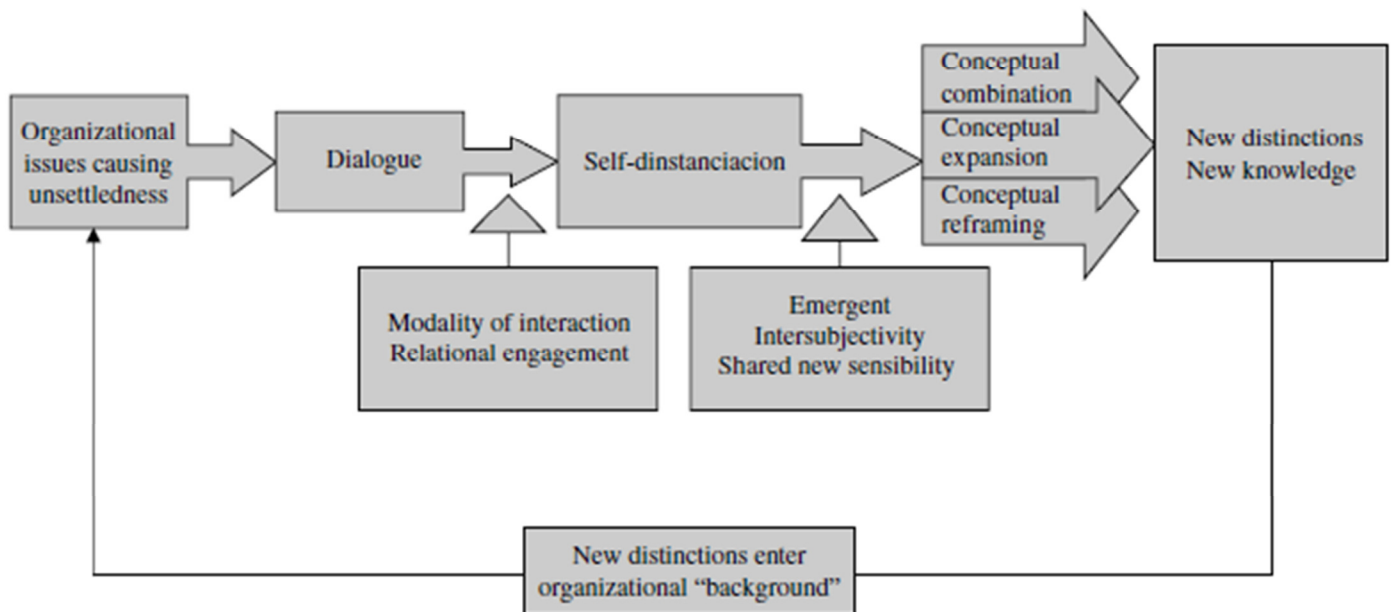 Organizational
issues causing
unsettledness
Dialogue
Self-dinstanciacion
Conceptual
combination
Conceptual
expansion
Conceptual
reframing
New distinctions
New knowledge
Modality of interaction
Relational engagement
Emergent
Intersubjectivity
Shared new sensibility
New distinctions enter
organizational “background”